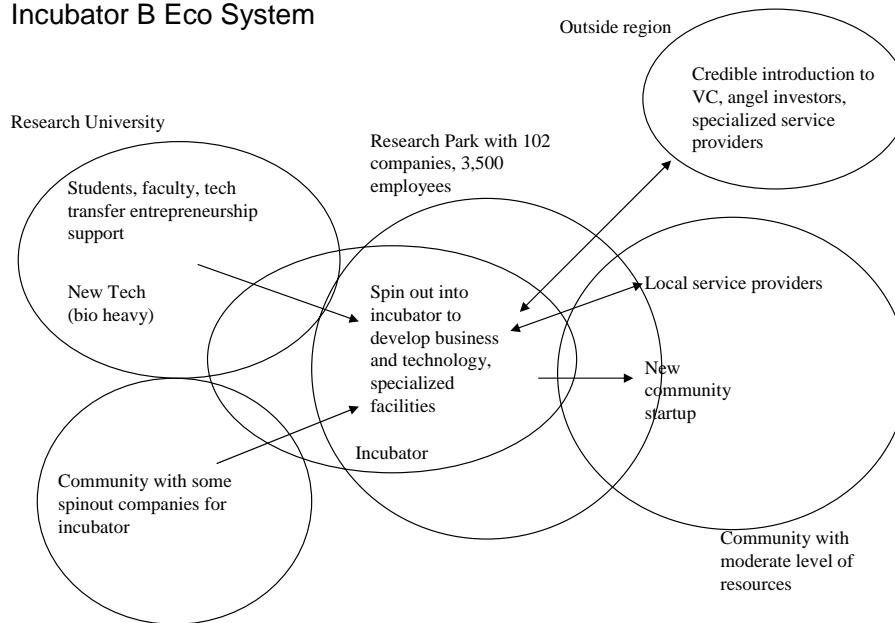 Incubator B Eco System
Outside region
Credible introduction to
VC, angel investors,
specialized service
providers
Research University
Research Park with 102
companies, 3,500
employees
Students, faculty, tech
transfer entrepreneurship
support
New Tech
(bio heavy)
Spin out into
incubator to
develop business
and technology,
specialized
facilities
Local service providers
New
community
startup
Incubator
Community with some
spinout companies for
incubator
Community with
moderate level of
resources